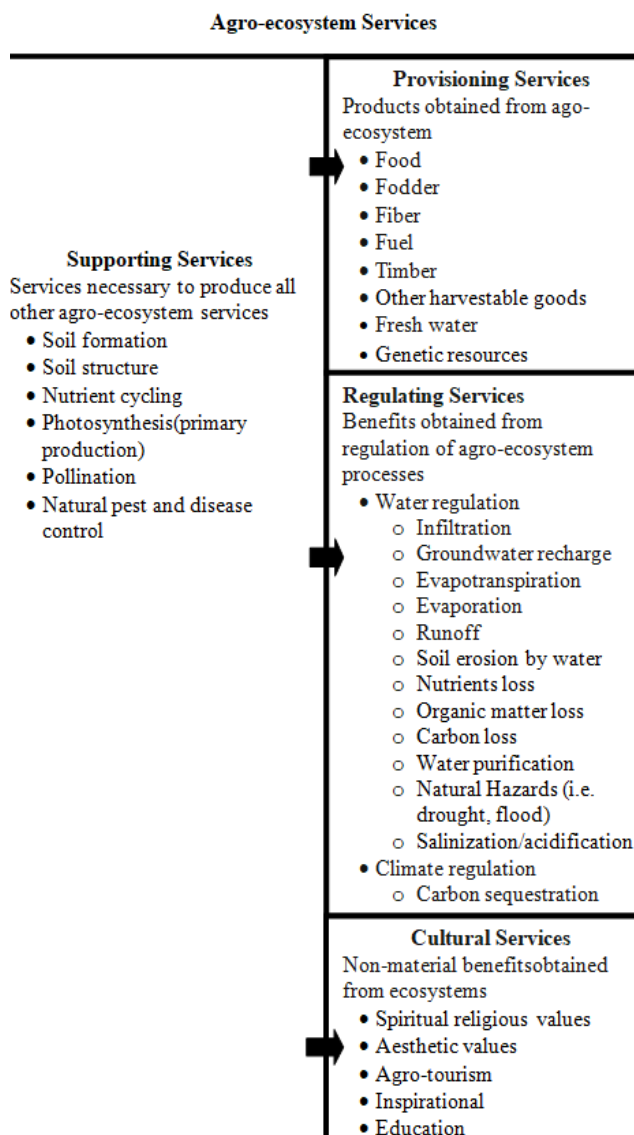 Agro-ecosystem Services
Supporting Services
Services necessary to produce all
other agro-ecosystem services
• Soil formation
• Soil structure
• Nutrient cycling
• Photosynthesis(primary
production)
• Pollination
• Natural pest and disease
control
Provisioning Services
Products obtained from ago-
ecosystem
• Food
• Fodder
• Fiber
• Fuel
• Timber
• Other harvestable goods
• Fresh water
• Genetic resources
Regulating Services
Benefits obtained from
regulation of agro-ecosystem
processes
• Water regulation
o Infiltration
o Groundwater recharge
o Evapotranspiration
o Evaporation
o Runoff
o Soil erosion by water
o Nutrients loss
o Organic matter loss
o Carbon loss
o Water purification
o Natural Hazards (i.e.
drought, flood)
o Salinization/acidification
• Climate regulation
o Carbon sequestration
Cultural Services
Non-material benefitsobtained
from ecosystems
• Spiritual religious values
• Aesthetic values
• Agro-tourism
• Inspirational
• Education